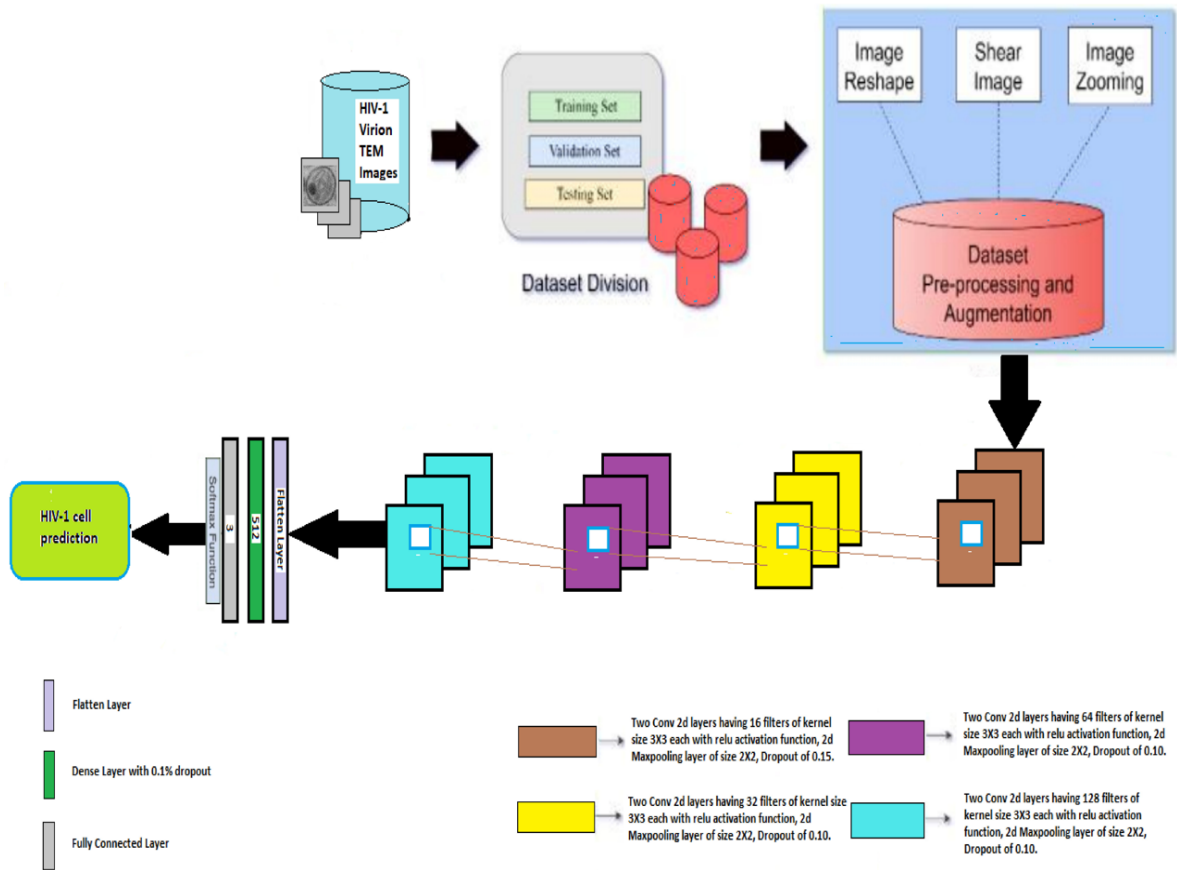 HIV-1
Virion
TEM
Images
Training Set
Validation Set
Testing Set
Dataset Division
Image
Reshape
Shear
Image
Image
Zooming
Dataset
Pre-processing and
Augmentation
HIV-1 cell
prediction
Softmax Function
3
512
Flatten Layer
Flatten Layer
Dense Layer with 0.1% dropout
Fully Connected Layer
Two Conv 2d layers having 16 filters of kernel
size 3X3 each with relu activation function, 2d
Maxpooling layer of size 2X2, Dropout of 0.15.
Two Conv 2d layers having 32 filters of kernel size
3X3 each with relu activation function, 2d
Maxpooling layer of size 2X2, Dropout of 0.10.
Two Conv 2d layers having 64 filters of kernel
size 3X3 each with relu activation function, 2d
Maxpooling layer of size 2X2, Dropout of 0.10.
Two Conv 2d layers having 128 filters of
kernel size 3X3 each with relu activation
function, 2d Maxpooling layer of size 2X2,
Dropout of 0.10.